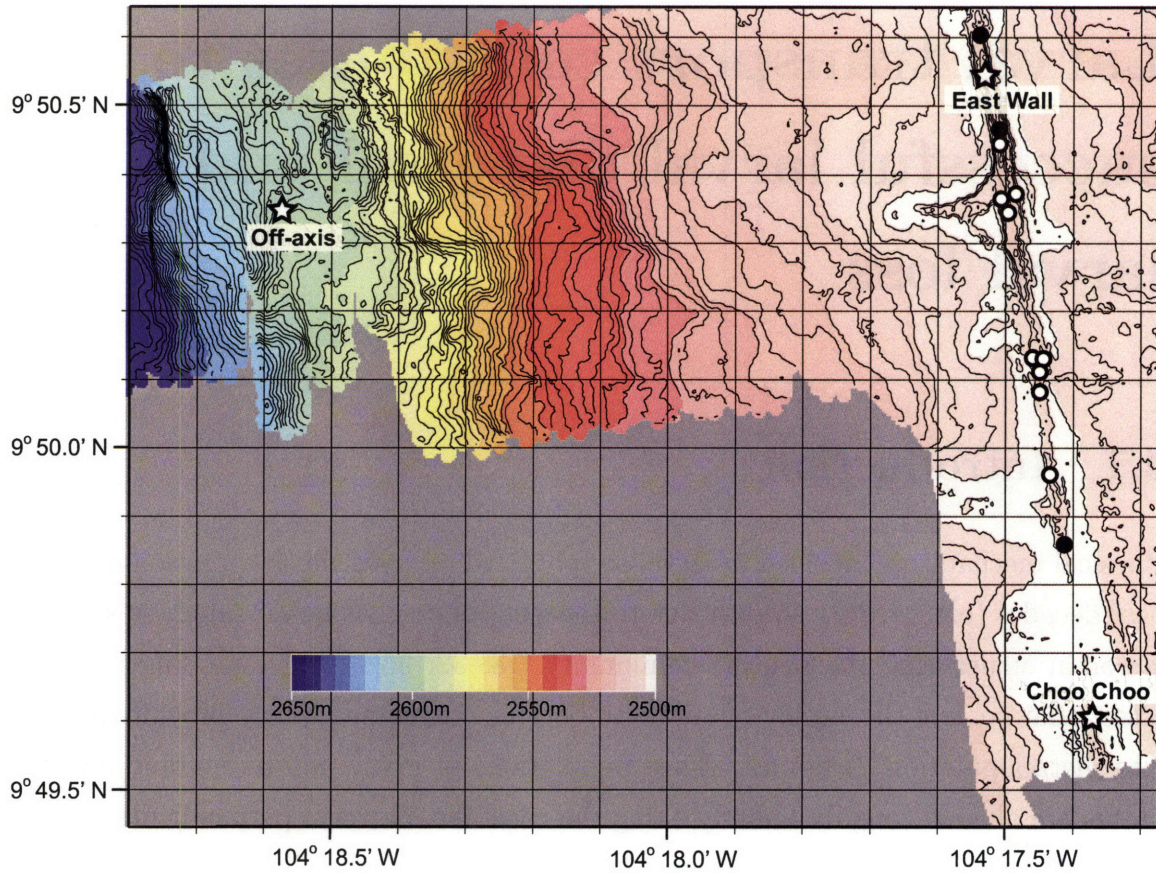 9° 50.5' N
East Wall
Off-axis
9° 50.0' N
Choo Choo
2650m 2600m 2550m 2500m
9° 49.5' N
104° 18.5' W 104° 18.0' W 104° 17.5' W